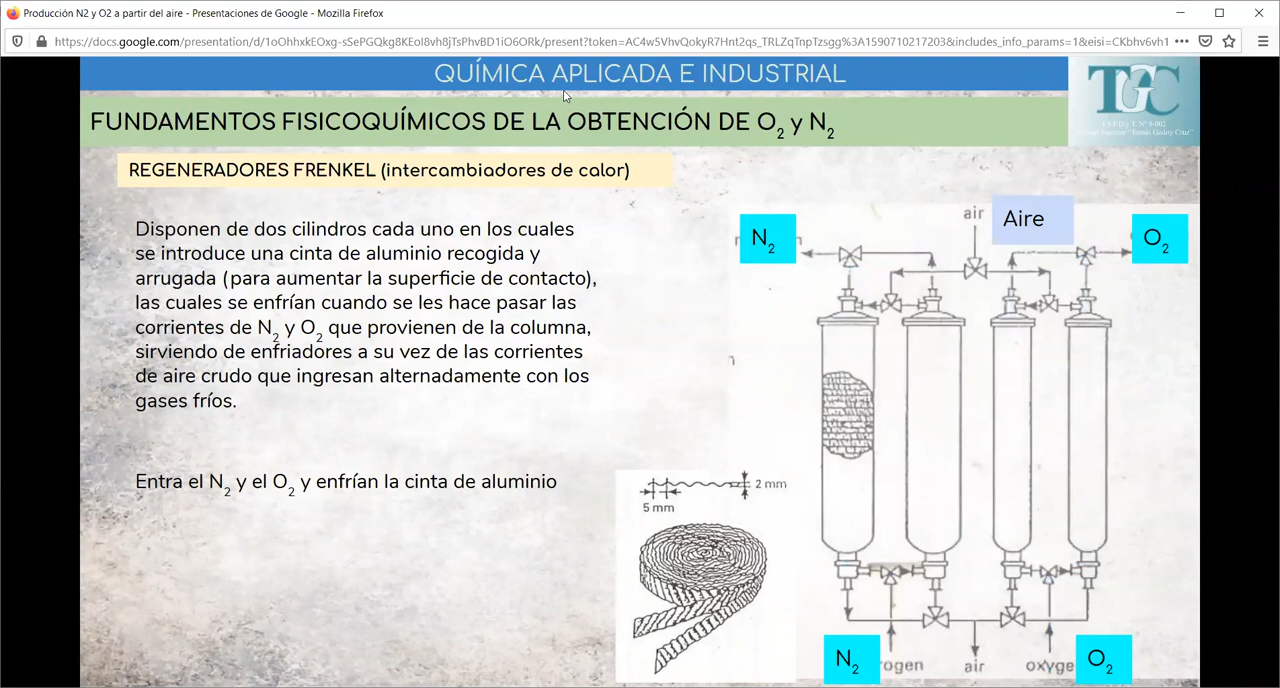 Producción N2 y O2 a partir del aire - Presentaciones de Google - Mozilla Firefox
https://docs.google.com/presentation/d/1oOhhxkEOxg-sSePGQkg8KEoI8vh8jTsPhvBD1iO6ORk/present?token=AC4w5VhvQokyR7Hnt2qs_TRLZqTnpTzsgg%3A1590710217203&includes_info_params=1&eisi=CKbhv6vh1
QUÍMICA APLICADA E INDUSTRIAL
TGC
FUNDAMENTOS FISICOQUÍMICOS DE LA OBTENCIÓN DE O2 y N2
REGENERADORES FRENKEL (intercambiadores de calor)
Disponen de dos cilindros cada uno en los cuales
se introduce una cinta de aluminio recogida y
arrugada (para aumentar la superficie de contacto),
las cuales se enfrían cuando se les hace pasar las
corrientes de N2 y O2 que provienen de la columna,
sirviendo de enfriadores a su vez de las corrientes
de aire crudo que ingresan alternadamente con los
gases fríos.
Entra el N2 y el O2 y enfrían la cinta de aluminio
air
Aire
N2
O2
2 mm
5 mm
N2
rogen
air
oxyge
O2